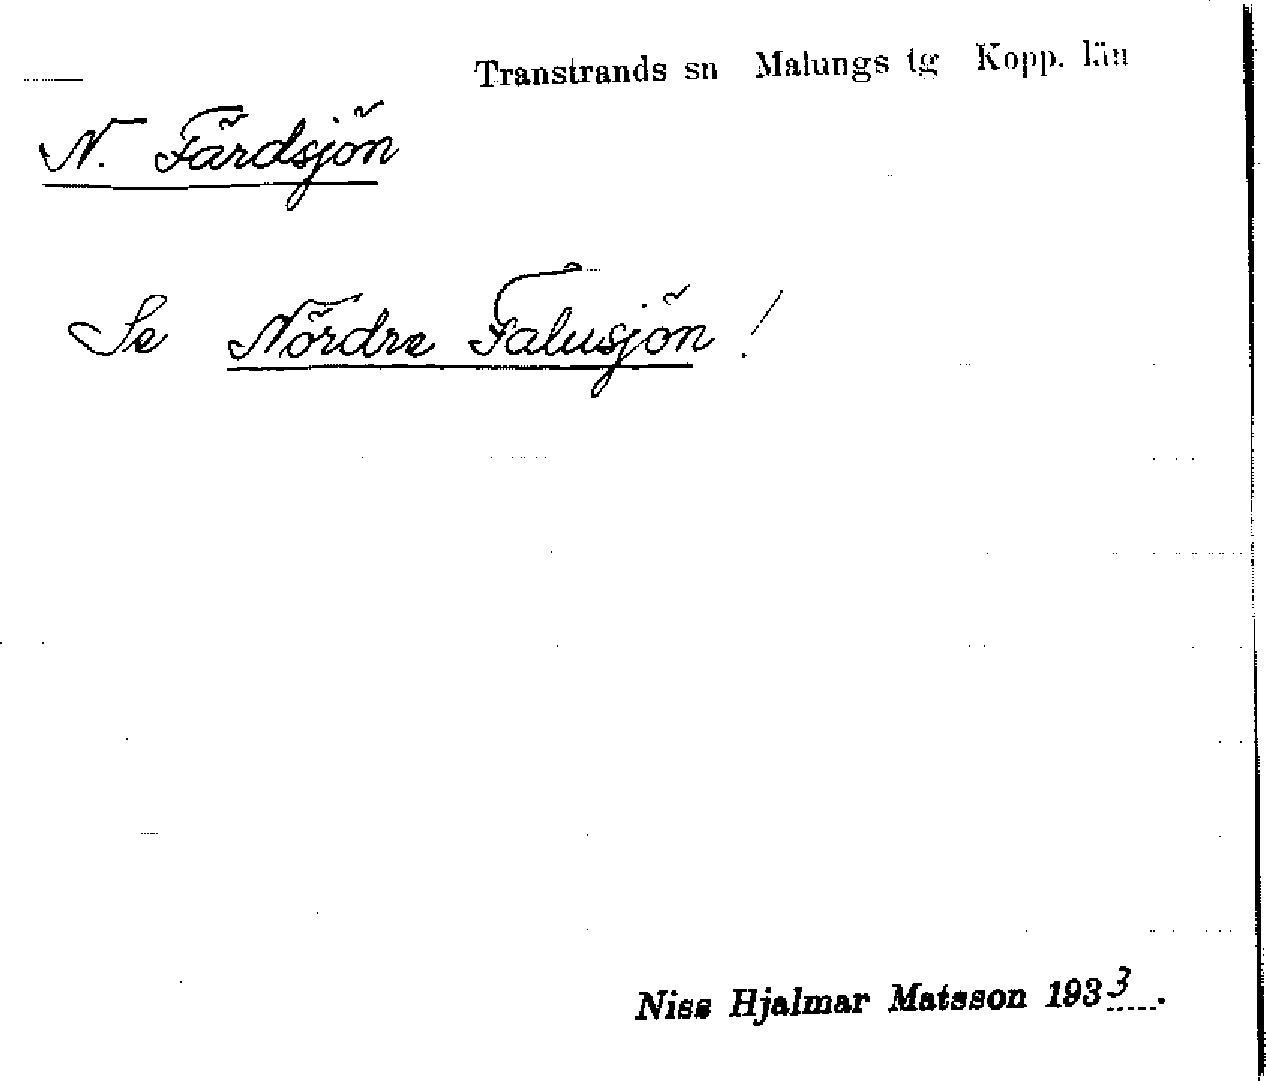 Transtrands sn Malungs tg Kopp. län
N. Färdsjön
Se Nördre Falusjön!
Niss Hjalmar Matsson 1933.